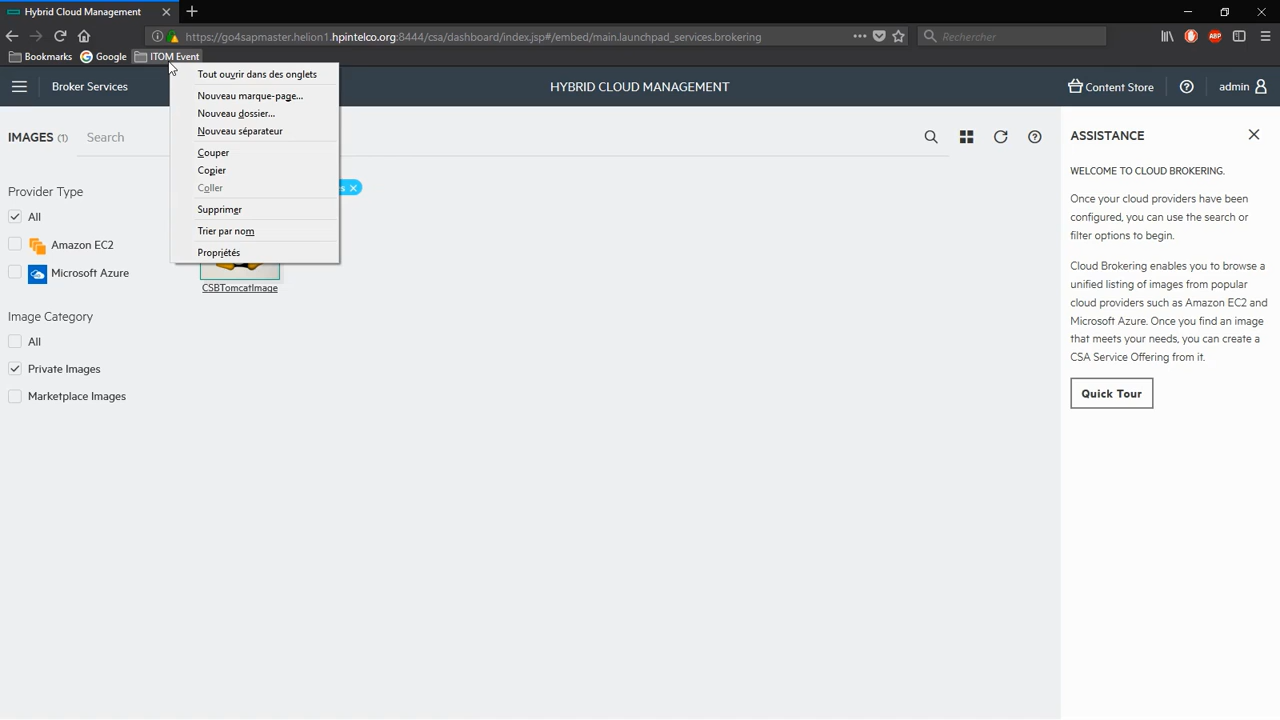 Hybrid Cloud Management
https://go4sapmaster.helion1.hpintelco.org:8444/csa/dashboard/index.jsp#/embed/main.launchpad_services.brokering
Rechercher
ABP
Bookmarks Google ITOM Event
Broker Services
HYBRID CLOUD MANAGEMENT
Content Store
admin
Tout ouvrir dans des onglets
Nouveau marque-page...
Nouveau dossier...
Nouveau séparateur
Couper
Copier
Coller
Supprimer
Trier par nom
Propriétés
IMAGES (1) Search
Provider Type
All
Amazon EC2
Microsoft Azure
Image Category
All
Private Images
Marketplace Images
CSBTomcatImage
ASSISTANCE
WELCOME TO CLOUD BROKERING.
Once your cloud providers have been
configured, you can use the search or
filter options to begin.
Cloud Brokering enables you to browse a
unified listing of images from popular
cloud providers such as Amazon EC2 and
Microsoft Azure. Once you find an image
that meets your needs, you can create a
CSA Service Offering from it.
Quick Tour